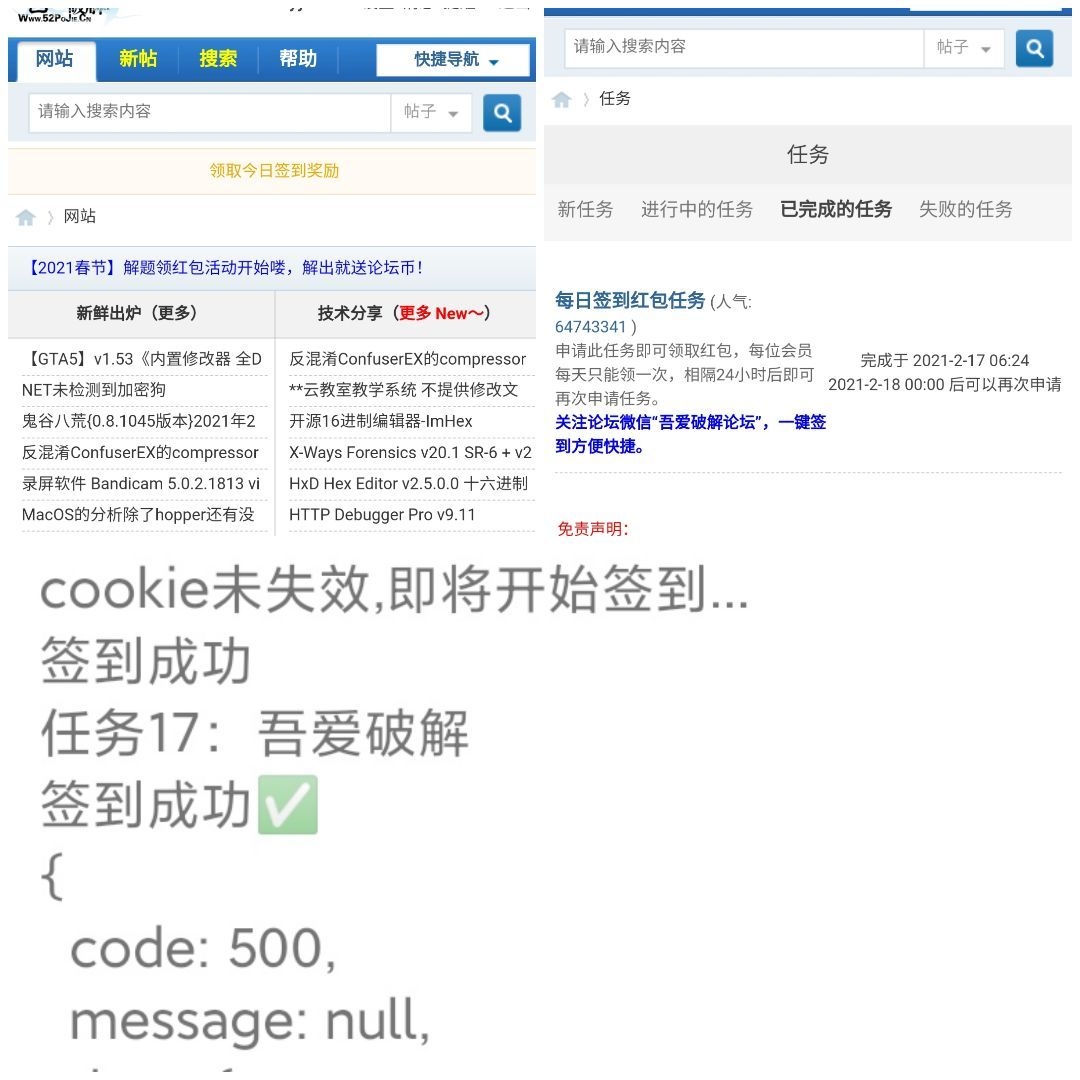 Www.52PoJie.Cn
网站 新帖 搜索 帮助 快捷导航
请输入搜索内容 帖子
领取今日签到奖励
网站
【2021春节】解题领红包活动开始喽，解出就送论坛币！
新鲜出炉（更多） 技术分享（更多 New～）
【GTA5】v1.53《内置修改器 全D 反混淆ConfuserEX的compressor
NET未检测到加密狗 **云教室教学系统 不提供修改文
鬼谷八荒{0.8.1045版本}2021年2 开源16进制编辑器-ImHex
反混淆ConfuserEX的compressor X-Ways Forensics v20.1 SR-6 + v2
录屏软件 Bandicam 5.0.2.1813 vi HxD Hex Editor v2.5.0.0 十六进制
MacOS的分析除了hopper还有没 HTTP Debugger Pro v9.11
请输入搜索内容 帖子
任务
任务
新任务 进行中的任务 已完成的任务 失败的任务
每日签到红包任务 (人气:
64743341 )
申请此任务即可领取红包，每位会员
每天只能领一次，相隔24小时后即可
再次申请任务。
关注论坛微信“吾爱破解论坛”，一键签
到方便快捷。
完成于 2021-2-17 06:24
2021-2-18 00:00 后可以再次申请
免责声明：
cookie未失效,即将开始签到...
签到成功
任务17：吾爱破解
签到成功✅
{
code: 500,
message: null,